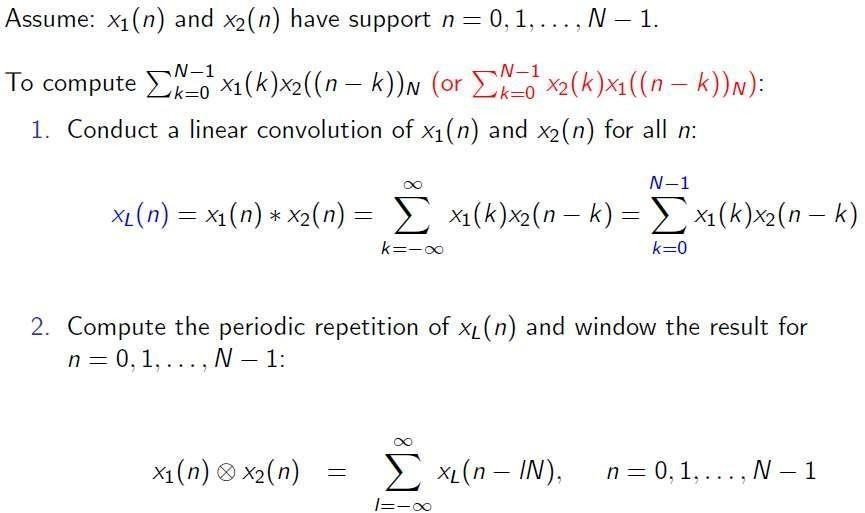 Assume: x₁(n) and x₂(n) have support n = 0, 1, . . . , N − 1.
To compute ∑ₖ₌₀ᴺ⁻¹ x₁(k)x₂((n − k))_N (or ∑ₖ₌₀ᴺ⁻¹ x₂(k)x₁((n − k))_N):
1. Conduct a linear convolution of x₁(n) and x₂(n) for all n:
x_L(n) = x₁(n) ∗ x₂(n) = ∑_{k=−∞}^{∞} x₁(k)x₂(n − k) = ∑_{k=0}^{N−1} x₁(k)x₂(n − k)
2. Compute the periodic repetition of x_L(n) and window the result for
n = 0, 1, . . . , N − 1:
x₁(n) ⊗ x₂(n) = ∑_{l=−∞}^{∞} x_L(n − lN), n = 0, 1, . . . , N − 1